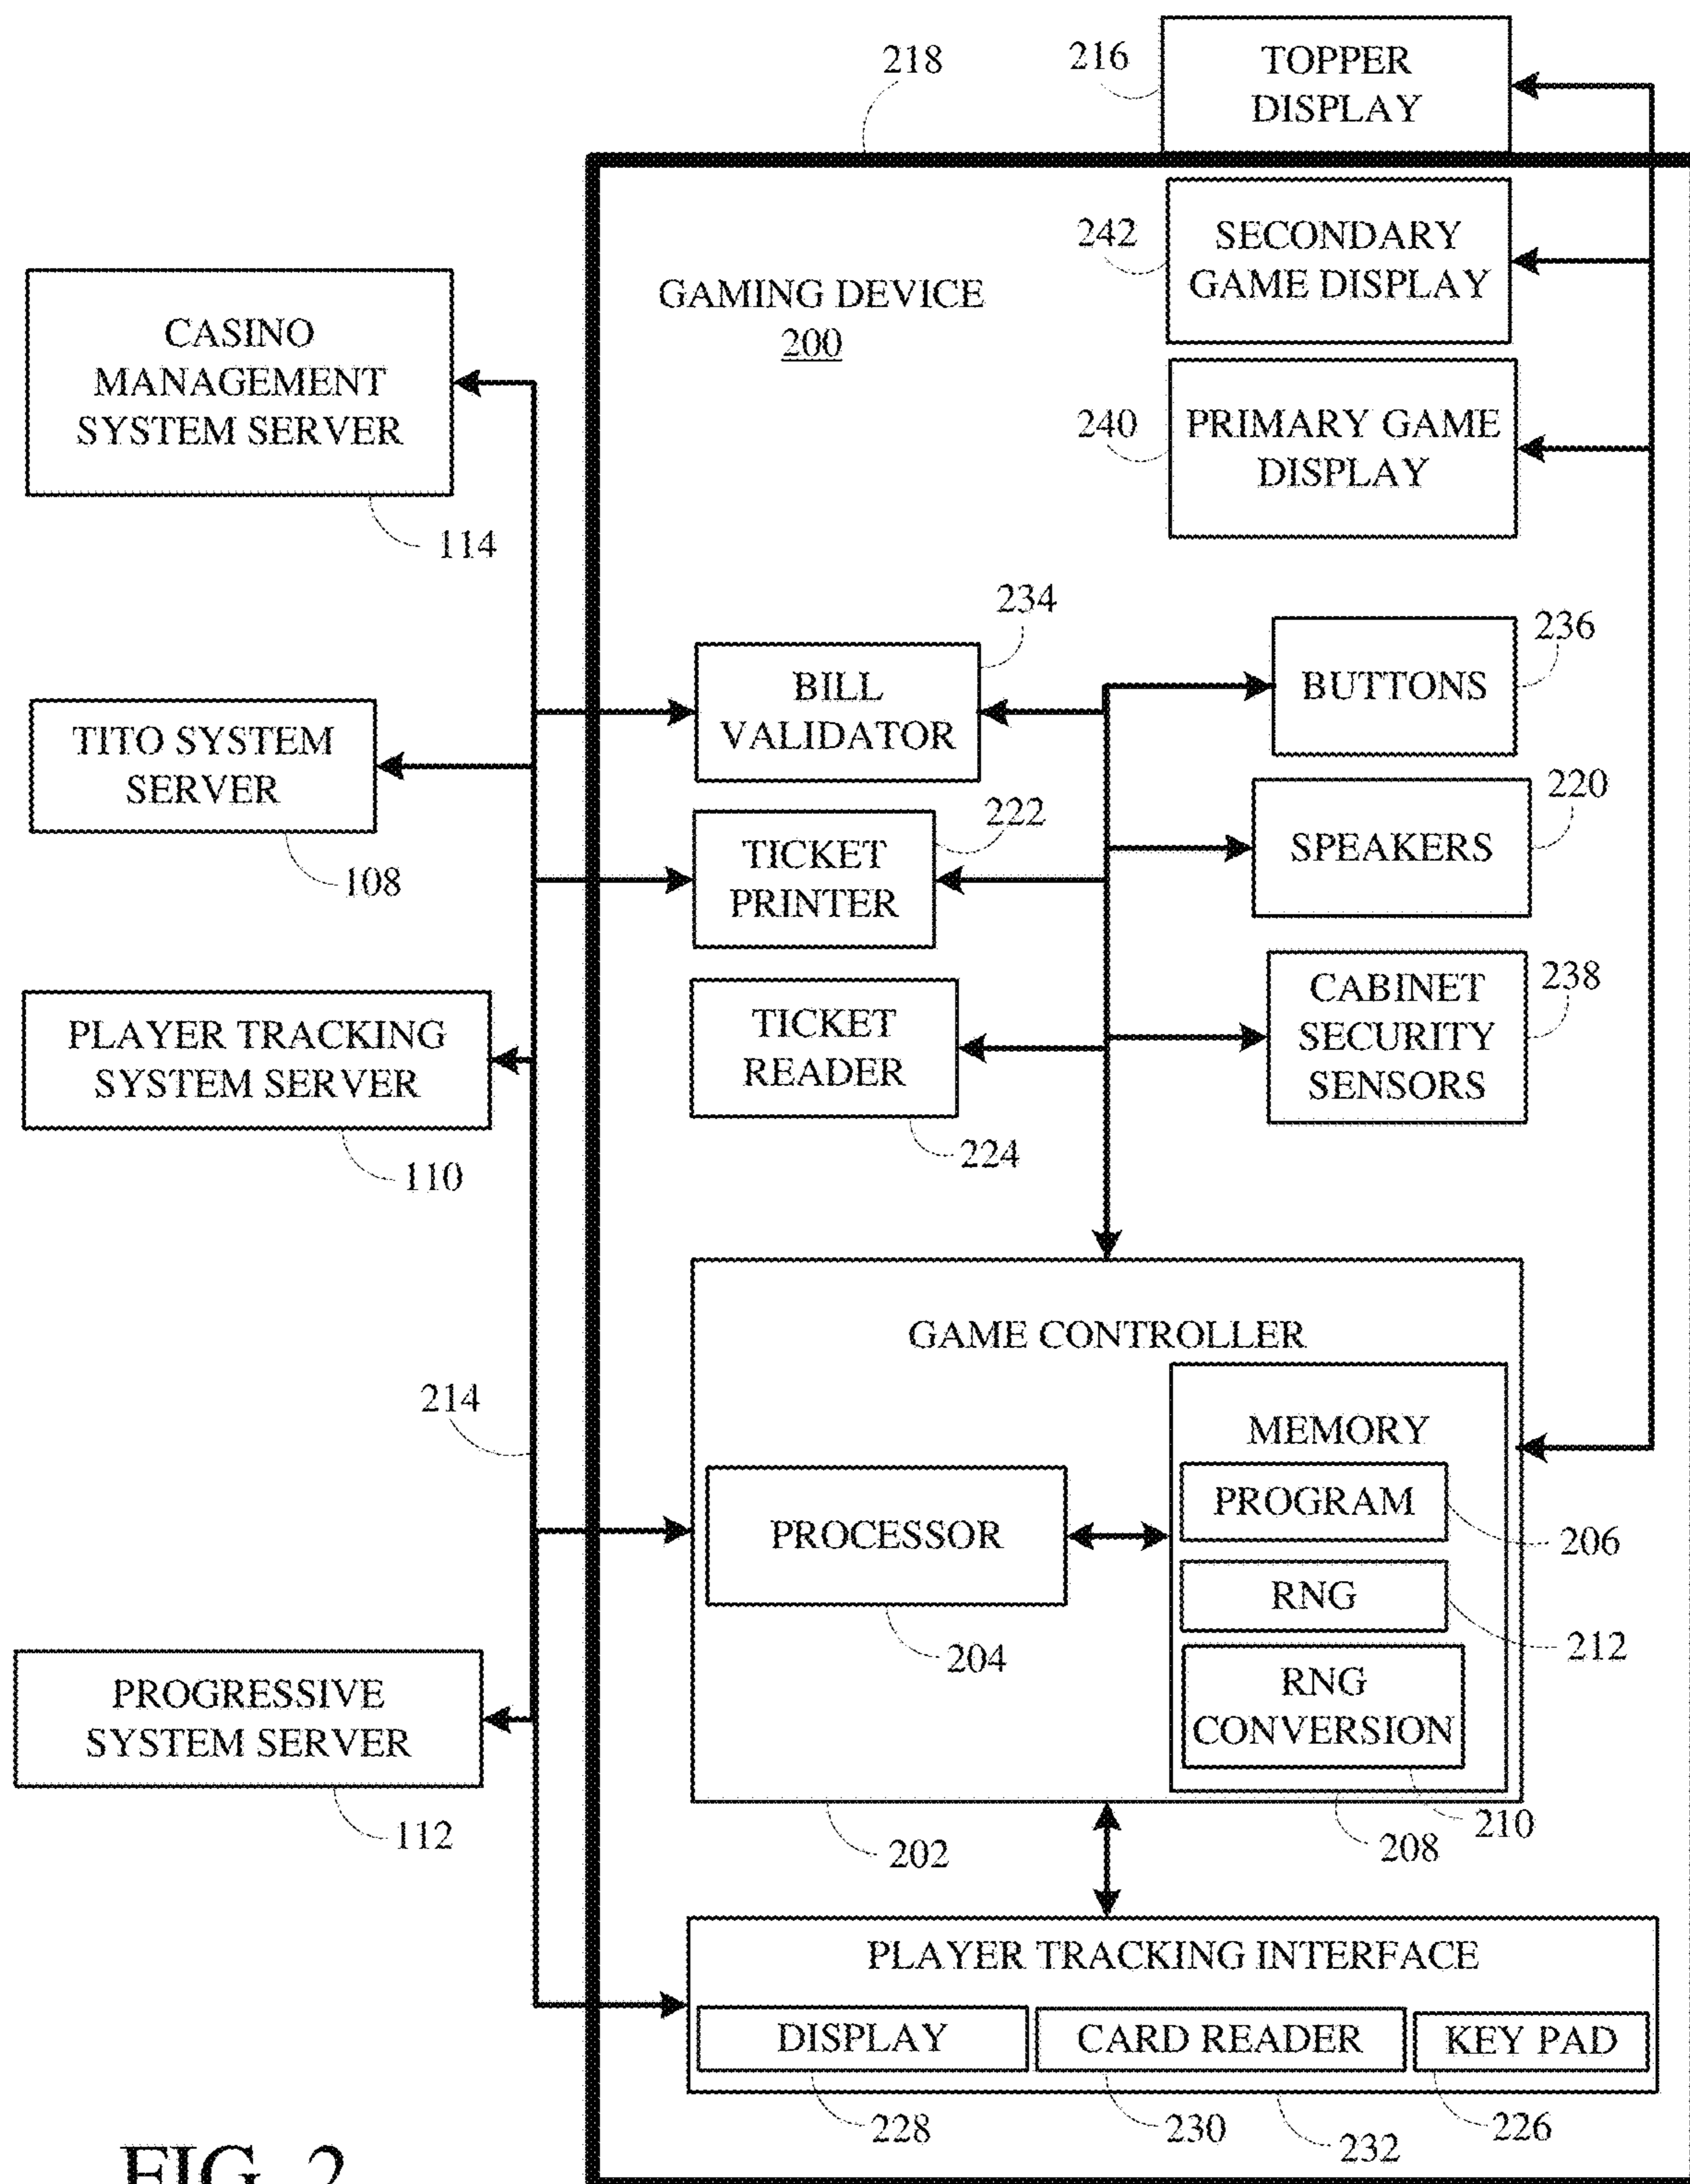 218
216
TOPPER
DISPLAY
242
SECONDARY
GAME DISPLAY
GAMING DEVICE
200
CASINO
MANAGEMENT
SYSTEM SERVER
114
240
PRIMARY GAME
DISPLAY
234
BILL
VALIDATOR
236
BUTTONS
TITO SYSTEM
SERVER
108
222
TICKET
PRINTER
220
SPEAKERS
PLAYER TRACKING
SYSTEM SERVER
110
TICKET
READER
224
238
CABINET
SECURITY
SENSORS
214
GAME CONTROLLER
MEMORY
PROGRAM
206
PROCESSOR
204
RNG
212
RNG
CONVERSION
210
208
202
PROGRESSIVE
SYSTEM SERVER
112
PLAYER TRACKING INTERFACE
DISPLAY
CARD READER
KEY PAD
228
230
232
226
FIG. 2